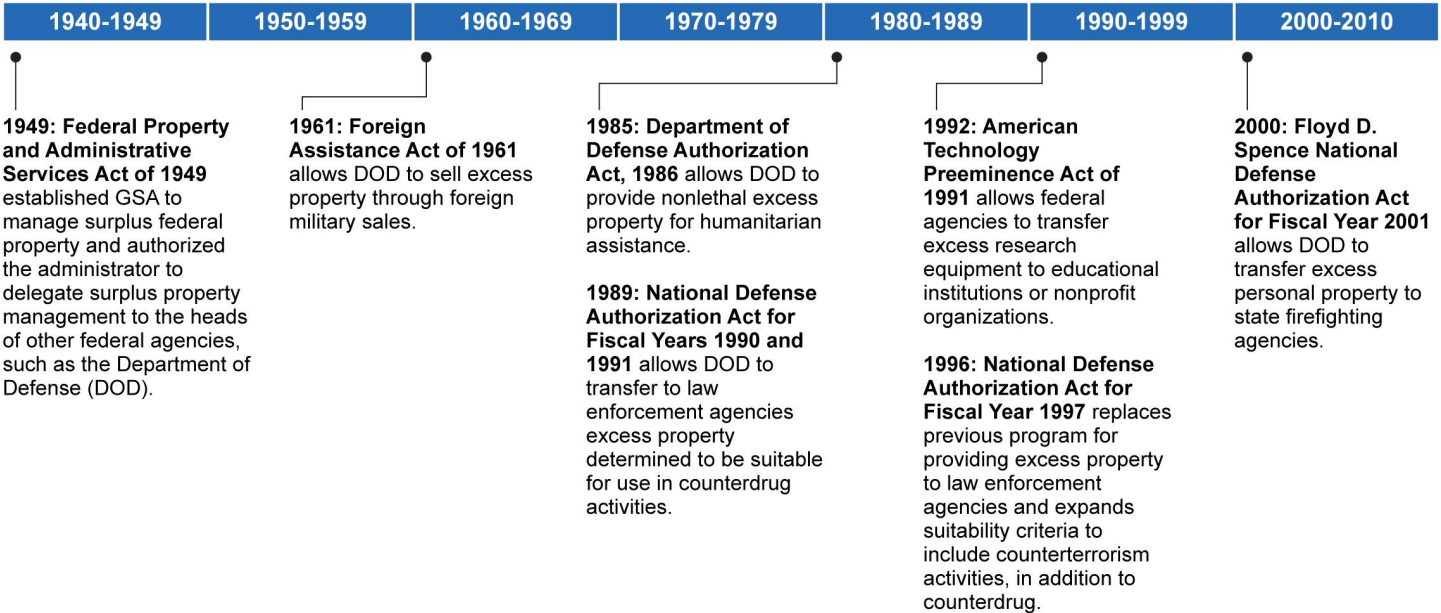 1940-1949
1950-1959
1960-1969
1970-1979
1980-1989
1990-1999
2000-2010
1949: Federal Property
and Administrative
Services Act of 1949
established GSA to
manage surplus federal
property and authorized
the administrator to
delegate surplus property
management to the heads
of other federal agencies,
such as the Department of
Defense (DOD).
1961: Foreign
Assistance Act of 1961
allows DOD to sell excess
property through foreign
military sales.
1985: Department of
Defense Authorization
Act, 1986 allows DOD to
provide nonlethal excess
property for humanitarian
assistance.
1989: National Defense
Authorization Act for
Fiscal Years 1990 and
1991 allows DOD to
transfer to law
enforcement agencies
excess property
determined to be suitable
for use in counterdrug
activities.
1992: American
Technology
Preeminence Act of
1991 allows federal
agencies to transfer
excess research
equipment to educational
institutions or nonprofit
organizations.
1996: National Defense
Authorization Act for
Fiscal Year 1997 replaces
previous program for
providing excess property
to law enforcement
agencies and expands
suitability criteria to
include counterterrorism
activities, in addition to
counterdrug.
2000: Floyd D.
Spence National
Defense
Authorization Act
for Fiscal Year 2001
allows DOD to
transfer excess
personal property to
state firefighting
agencies.